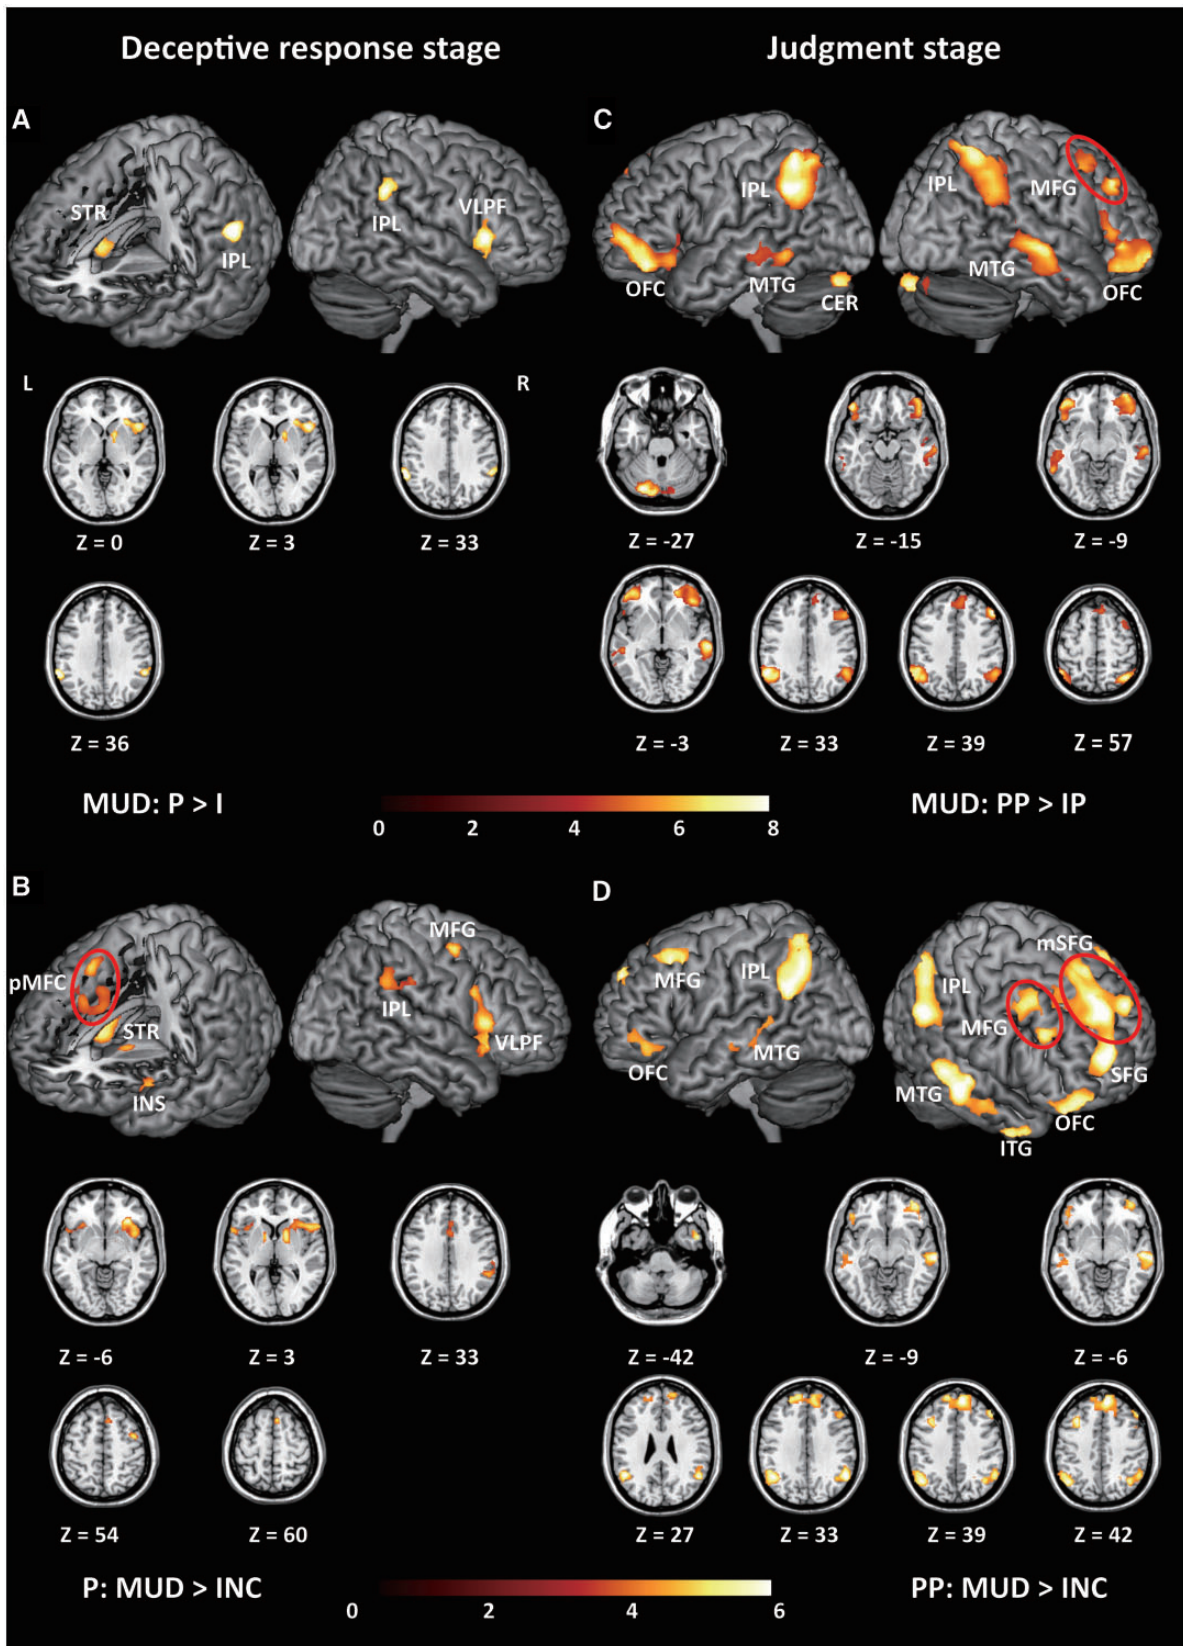 Deceptive response stage
Judgment stage
A
STR
IPL
IPL
VLPF
C
IPL
OFC
MTG
CER
IPL
MFG
MTG
OFC
L
R
Z = 0
Z = 3
Z = 33
Z = -27
Z = -15
Z = -9
Z = 36
Z = -3
Z = 33
Z = 39
Z = 57
MUD: P > I
0 2 4 6 8
MUD: PP > IP
B
pMFC
STR
INS
MFG
IPL
VLPF
D
MFG
IPL
OFC
MTG
mSFG
IPL
MFG
SFG
MTG
OFC
ITG
Z = -6
Z = 3
Z = 33
Z = -42
Z = -9
Z = -6
Z = 54
Z = 60
Z = 27
Z = 33
Z = 39
Z = 42
P: MUD > INC
0 2 4 6
PP: MUD > INC